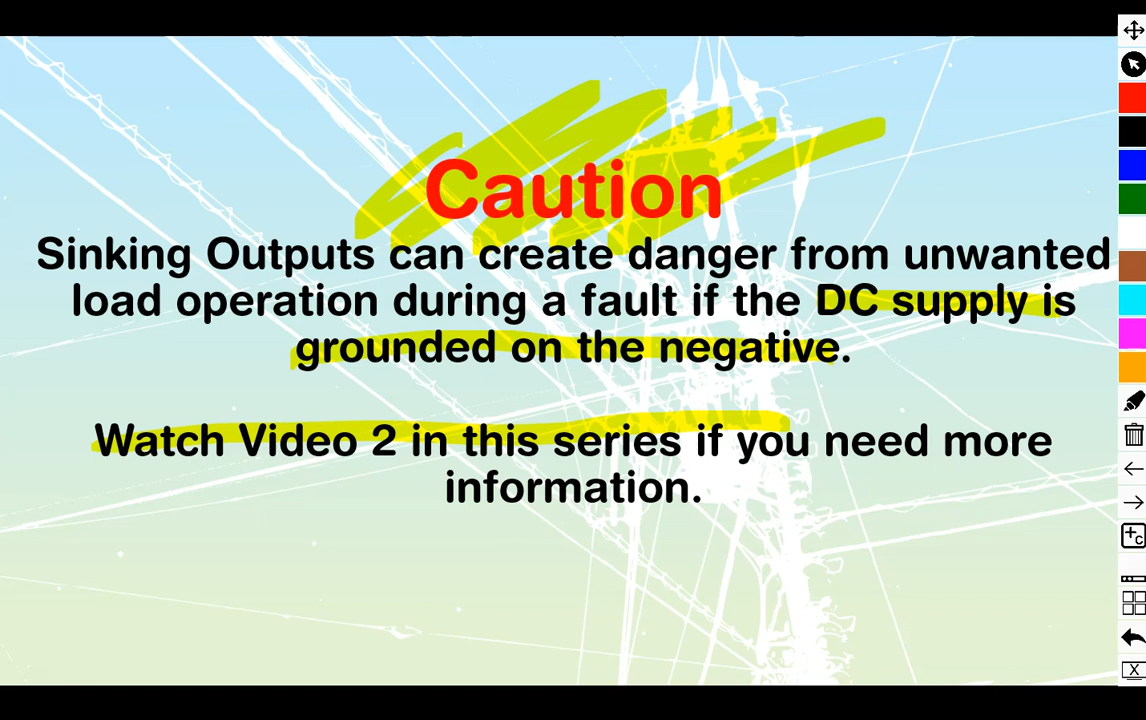 Caution
Sinking Outputs can create danger from unwanted
load operation during a fault if the DC supply is
grounded on the negative.
Watch Video 2 in this series if you need more
information.